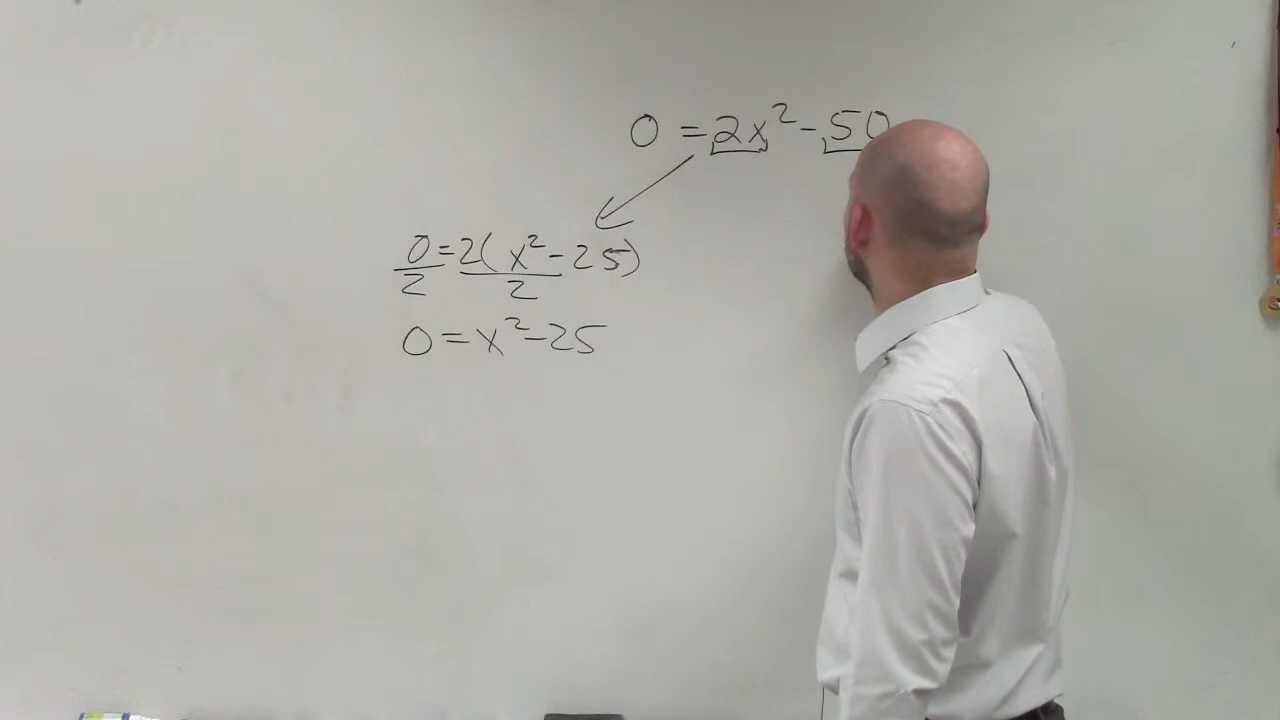 0 = 2x² - 50
0 = 2(x² - 25)
2 2
0 = x² - 25